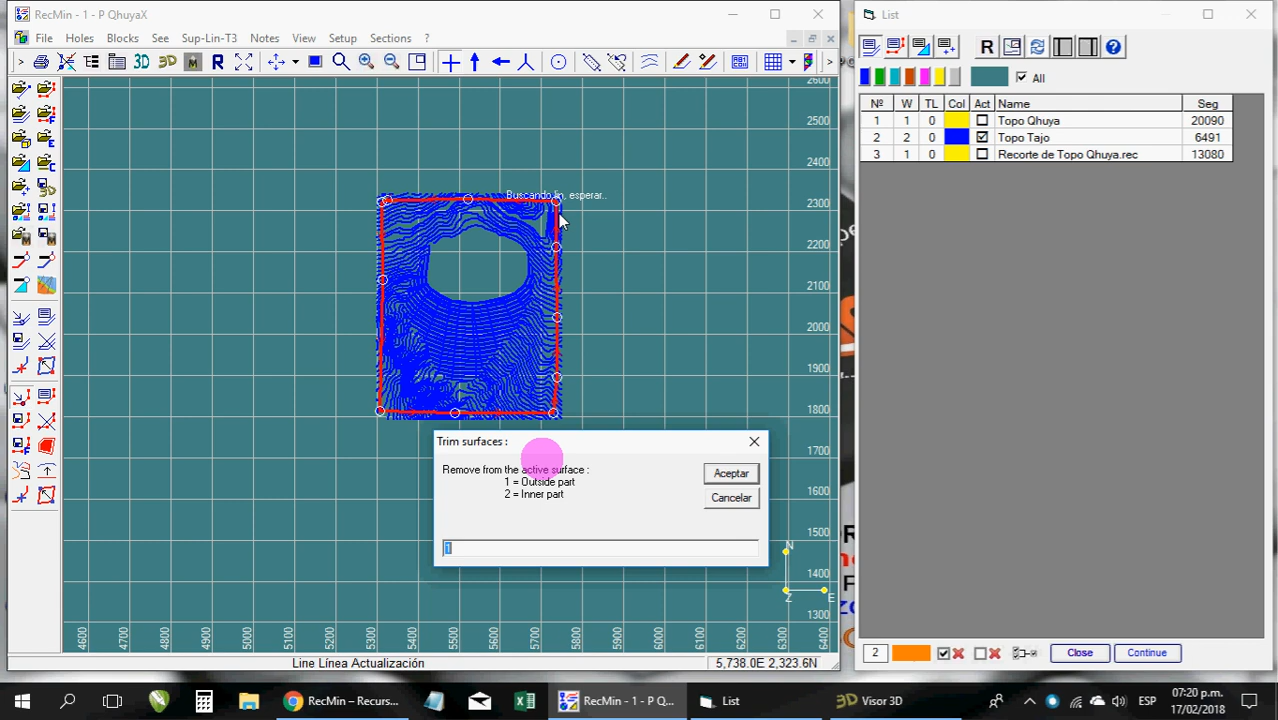 RecMin - 1 - P QhuyaX
File Holes Blocks See Sup-Lin-T3 Notes View Setup Sections ?
3D 3D M R
E
F
E
C
3D
M M
2600
2500
2400
2300
2200
2100
2000
1900
1800
1700
1600
1500
1400
1300
Buscando lin. esperar..
Trim surfaces :
Remove from the active surface :
1 = Outside part
2 = Inner part
Aceptar
Cancelar
1
N
Z E
4600 4700 4800 4900 5000 5100 5200 5300 5400 5500 5600 5700 5800 5900 6000 6100 6200 6300 6400
Line Línea Actualización 5,738.0E 2,323.6N
List
R
All
Nº W TL Col Act Name Seg
1 1 0 Topo Qhuya 20090
2 2 0 Topo Tajo 6491
3 1 0 Recorte de Topo Qhuya.rec 13080
2 Close Continue
RecMin – Recurs... RecMin - 1 - P Q... List 3D Visor 3D ESP 07:20 p.m.
17/02/2018